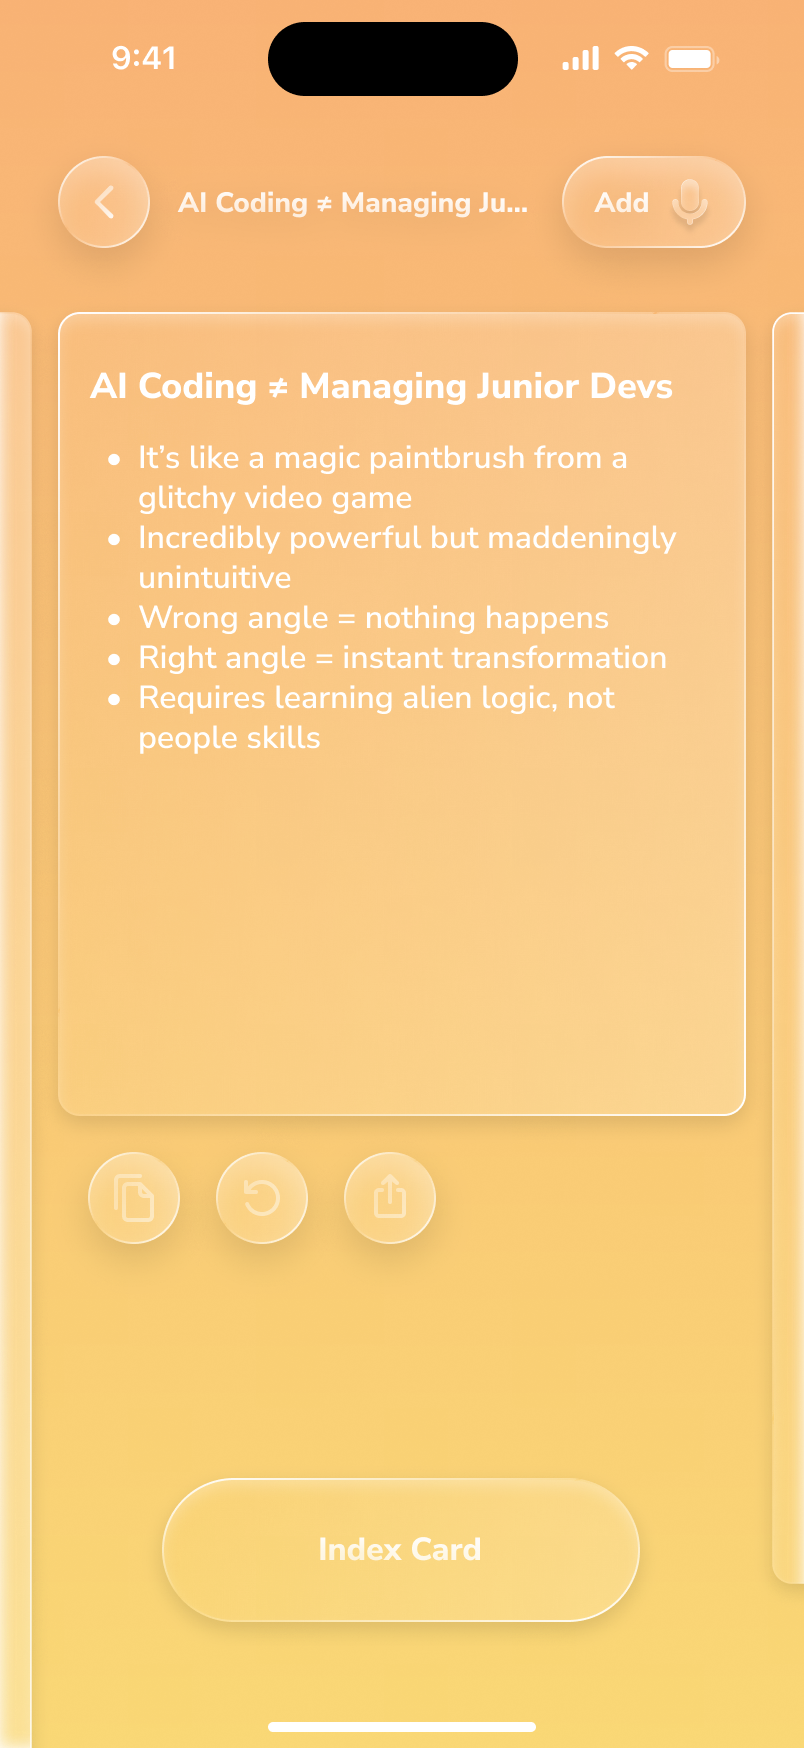 9:41
AI Coding ≠ Managing Ju...
Add
AI Coding ≠ Managing Junior Devs
• It’s like a magic paintbrush from a
glitchy video game
• Incredibly powerful but maddeningly
unintuitive
• Wrong angle = nothing happens
• Right angle = instant transformation
• Requires learning alien logic, not
people skills
Index Card